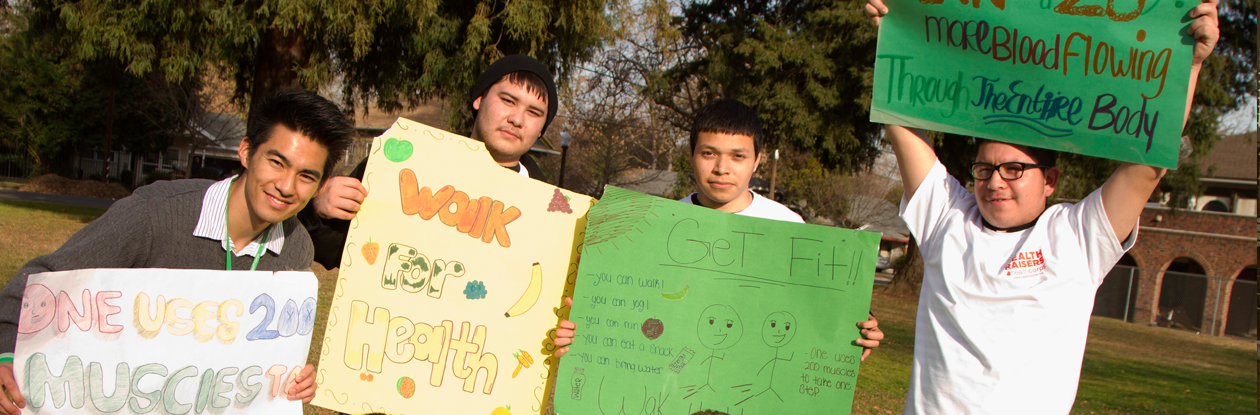 ONE USES 200
MUSCLES TO
Walk
For
Health
GeT Fit!!
- you can walk!
- you can jog!
- you can run!
- you can eat a snack
- you can bring water
- One uses
200 muscles
to take one
step
20
more Blood Flowing
Through The Entire Body
HEALTH
RAISERS